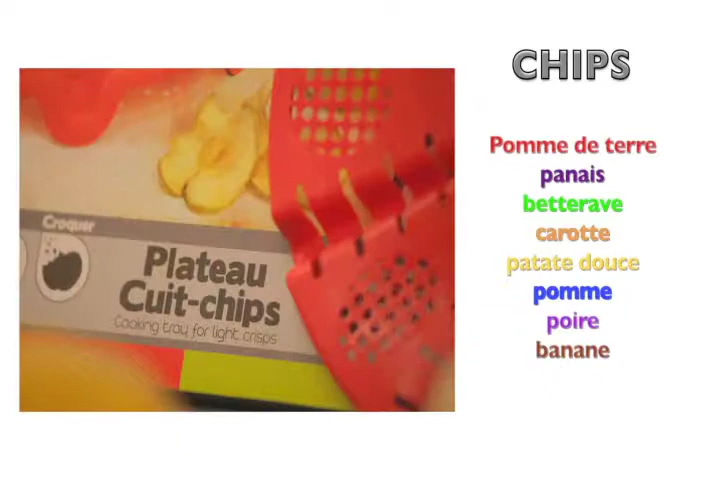 CHIPS
Pomme de terre
panais
betterave
carotte
patate douce
pomme
poire
banane
Croquer
Plateau
Cuit-chips
Cooking tray for light crisps